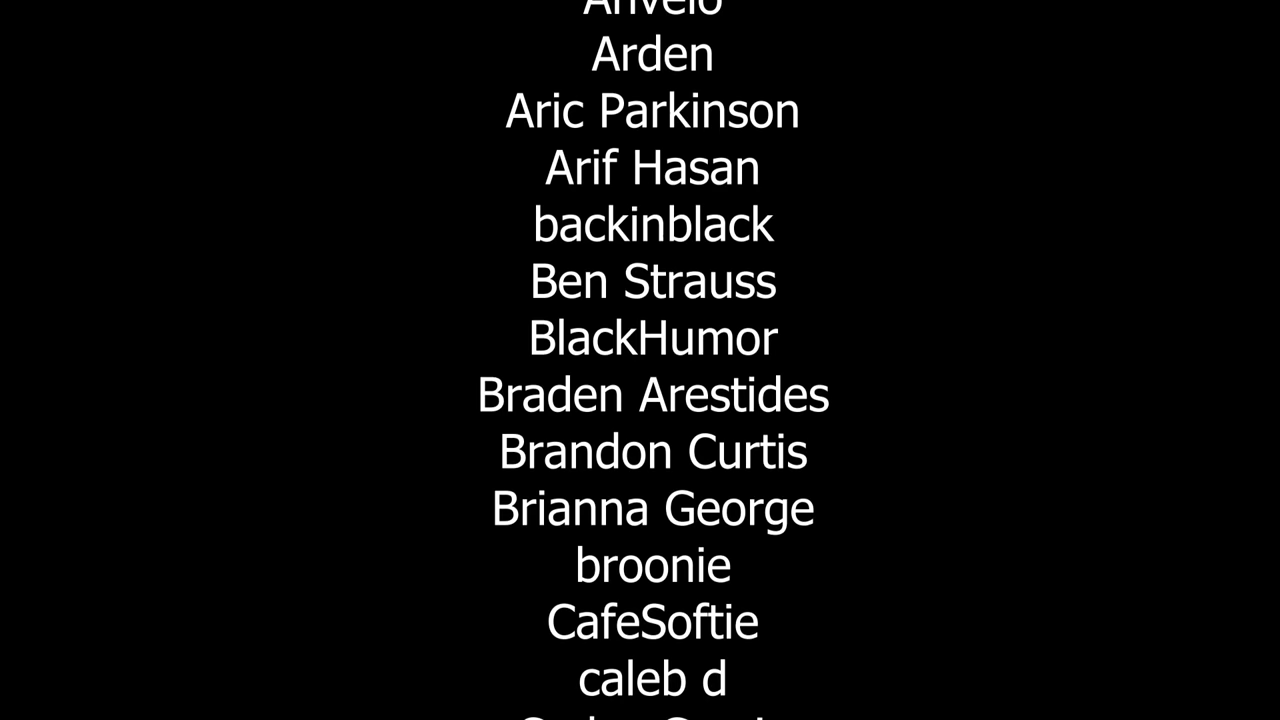 Arden
Aric Parkinson
Arif Hasan
backinblack
Ben Strauss
BlackHumor
Braden Arestides
Brandon Curtis
Brianna George
broonie
CafeSoftie
caleb d